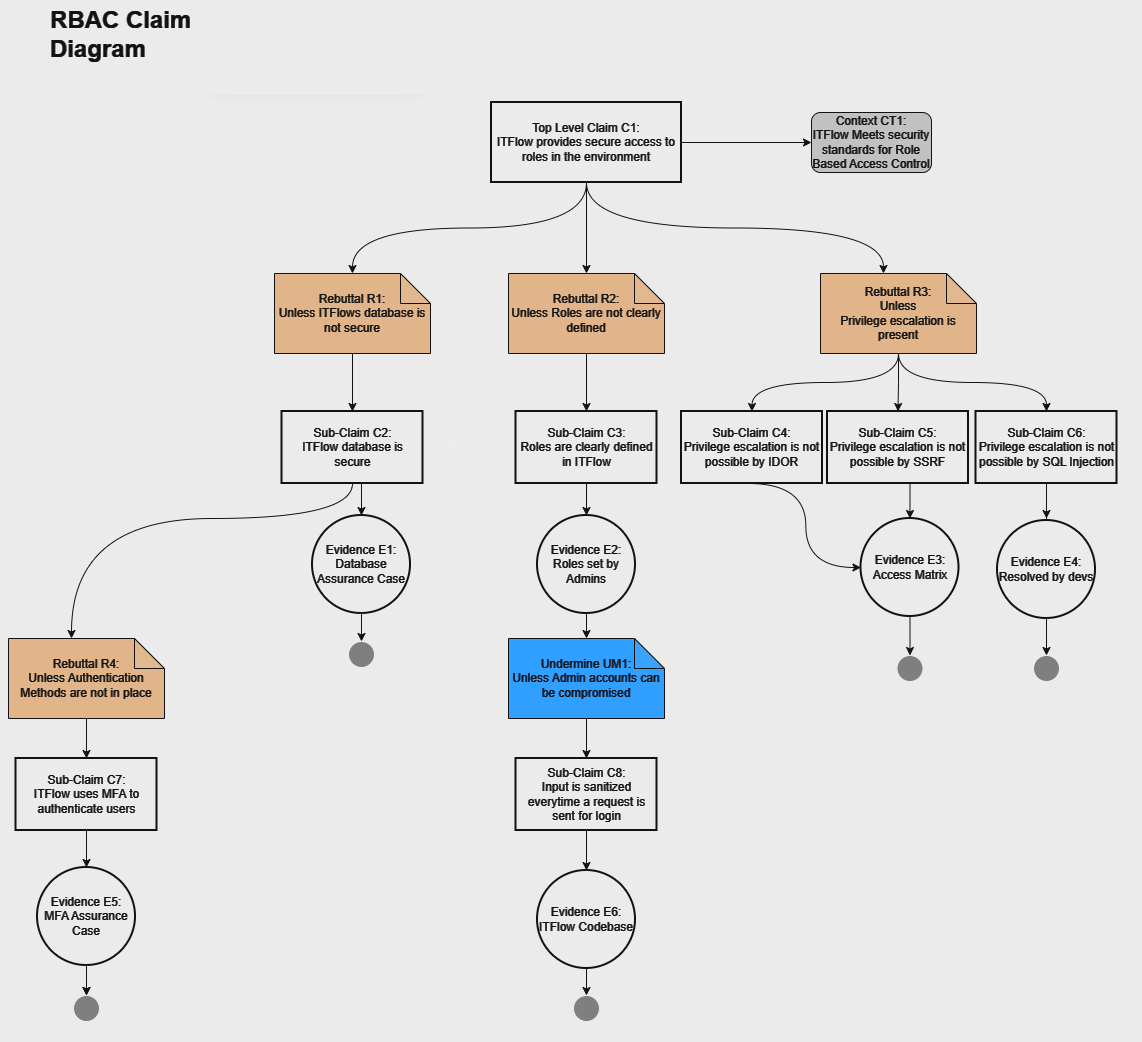 RBAC Claim
Diagram
Top Level Claim C1:
ITFlow provides secure access to
roles in the environment
Context CT1:
ITFlow Meets security
standards for Role
Based Access Control
Rebuttal R1:
Unless ITFlows database is
not secure
Rebuttal R2:
Unless Roles are not clearly
defined
Rebuttal R3:
Unless
Privilege escalation is
present
Sub-Claim C2:
ITFlow database is
secure
Sub-Claim C3:
Roles are clearly defined
in ITFlow
Sub-Claim C4:
Privilege escalation is not
possible by IDOR
Sub-Claim C5:
Privilege escalation is not
possible by SSRF
Sub-Claim C6:
Privilege escalation is not
possible by SQL Injection
Evidence E1:
Database
Assurance Case
Evidence E2:
Roles set by
Admins
Evidence E3:
Access Matrix
Evidence E4:
Resolved by devs
Rebuttal R4:
Unless Authentication
Methods are not in place
Undermine UM1:
Unless Admin accounts can
be compromised
Sub-Claim C7:
ITFlow uses MFA to
authenticate users
Sub-Claim C8:
Input is sanitized
everytime a request is
sent for login
Evidence E5:
MFA Assurance
Case
Evidence E6:
ITFlow Codebase